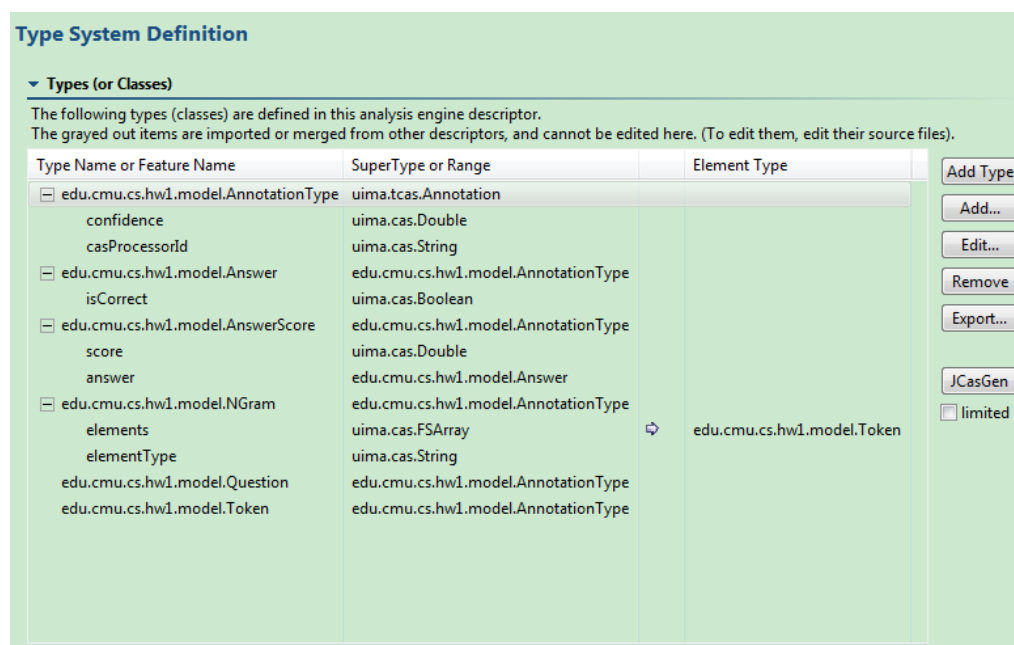 Type System Definition
Types (or Classes)
The following types (classes) are defined in this analysis engine descriptor.
The grayed out items are imported or merged from other descriptors, and cannot be edited here. (To edit them, edit their source files).
Type Name or Feature Name SuperType or Range Element Type
edu.cmu.cs.hw1.model.AnnotationType uima.tcas.Annotation
confidence uima.cas.Double
casProcessorId uima.cas.String
edu.cmu.cs.hw1.model.Answer edu.cmu.cs.hw1.model.AnnotationType
isCorrect uima.cas.Boolean
edu.cmu.cs.hw1.model.AnswerScore edu.cmu.cs.hw1.model.AnnotationType
score uima.cas.Double
answer edu.cmu.cs.hw1.model.Answer
edu.cmu.cs.hw1.model.NGram edu.cmu.cs.hw1.model.AnnotationType
elements uima.cas.FSArray edu.cmu.cs.hw1.model.Token
elementType uima.cas.String
edu.cmu.cs.hw1.model.Question edu.cmu.cs.hw1.model.AnnotationType
edu.cmu.cs.hw1.model.Token edu.cmu.cs.hw1.model.AnnotationType
Add Type
Add...
Edit...
Remove
Export...
JCasGen
limited